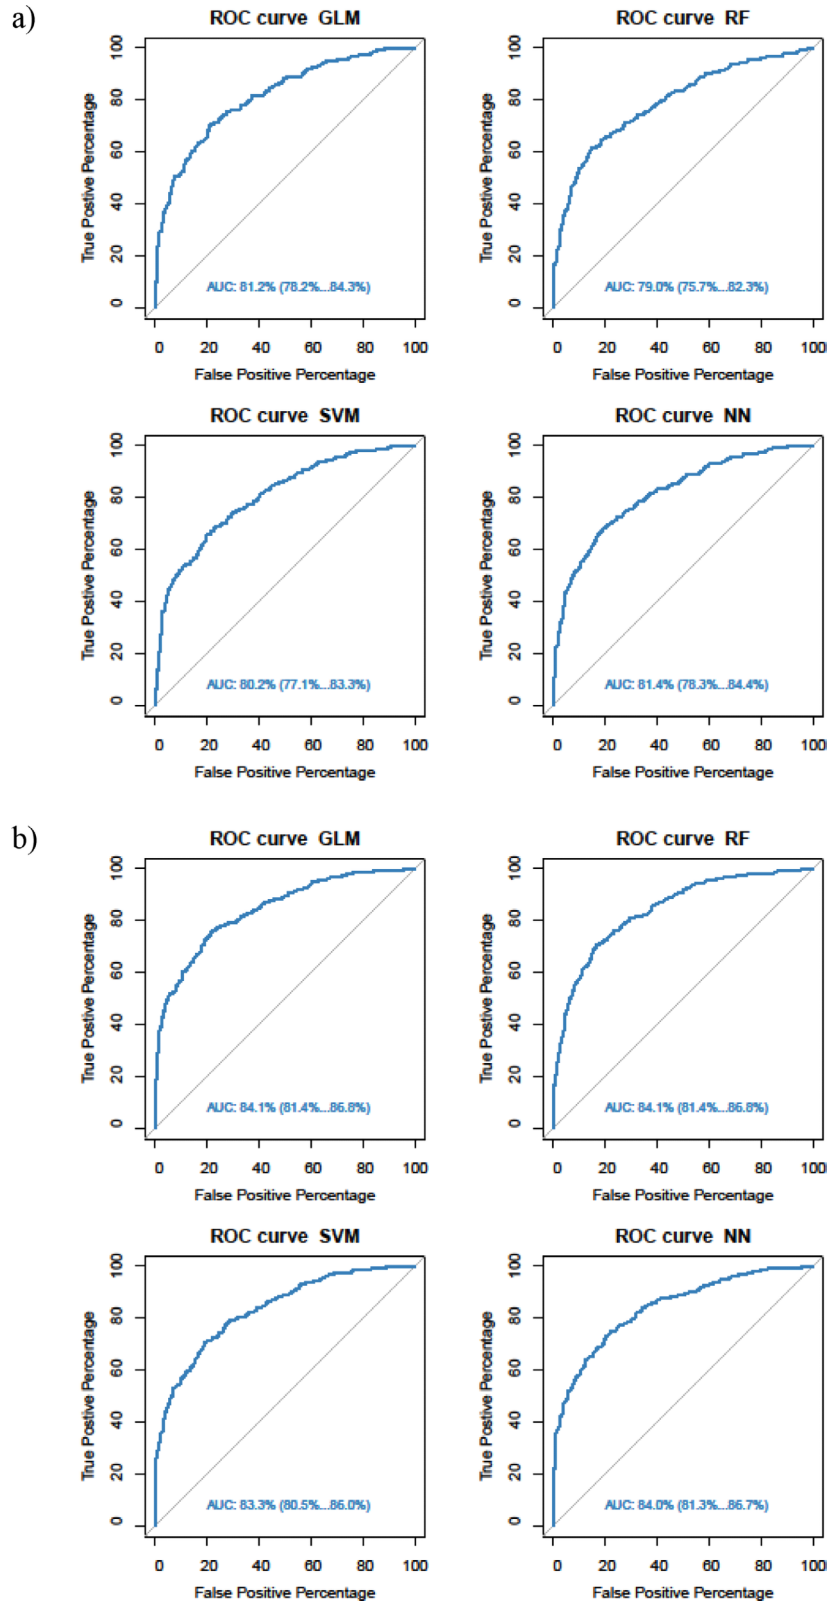 a)
ROC curve GLM
True Postive Percentage
0 20 40 60 80 100
AUC: 81.2% (78.2%...84.3%)
0 20 40 60 80 100
False Positive Percentage
ROC curve RF
True Postive Percentage
0 20 40 60 80 100
AUC: 79.0% (75.7%...82.3%)
0 20 40 60 80 100
False Positive Percentage
ROC curve SVM
True Postive Percentage
0 20 40 60 80 100
AUC: 80.2% (77.1%...83.3%)
0 20 40 60 80 100
False Positive Percentage
ROC curve NN
True Postive Percentage
0 20 40 60 80 100
AUC: 81.4% (78.3%...84.4%)
0 20 40 60 80 100
False Positive Percentage
b)
ROC curve GLM
True Postive Percentage
0 20 40 60 80 100
AUC: 84.1% (81.4%...86.8%)
0 20 40 60 80 100
False Positive Percentage
ROC curve RF
True Postive Percentage
0 20 40 60 80 100
AUC: 84.1% (81.4%...86.8%)
0 20 40 60 80 100
False Positive Percentage
ROC curve SVM
True Postive Percentage
0 20 40 60 80 100
AUC: 83.3% (80.5%...86.0%)
0 20 40 60 80 100
False Positive Percentage
ROC curve NN
True Postive Percentage
0 20 40 60 80 100
AUC: 84.0% (81.3%...86.7%)
0 20 40 60 80 100
False Positive Percentage